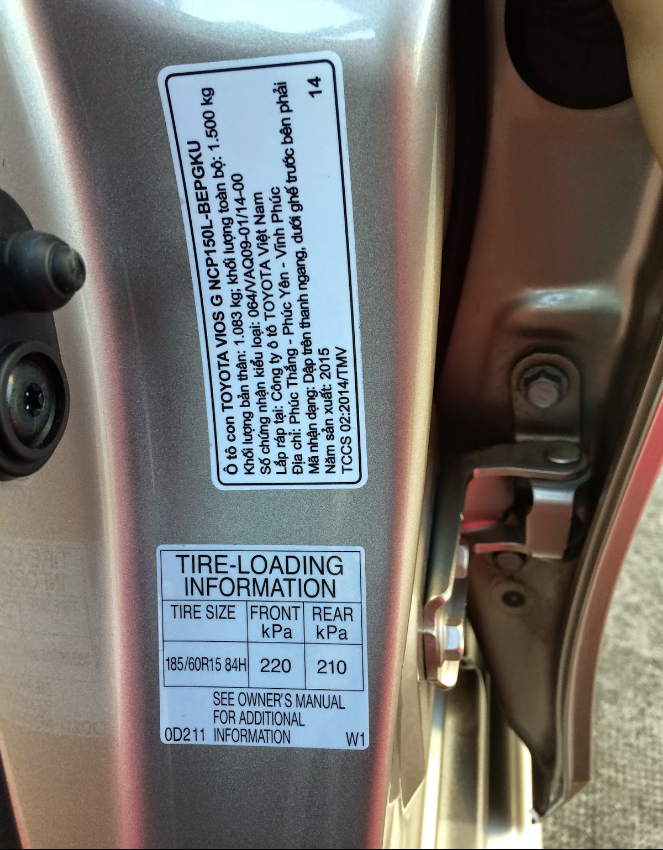 Ô tô con TOYOTA VIOS G NCP150L-BEPGKU
Khối lượng bản thân: 1.083 kg; khối lượng toàn bộ: 1.500 kg
Số chứng nhận kiểu loại: 064/VAQ09-01/14-00
Lắp ráp tại: Công ty ô tô TOYOTA Việt Nam
Địa chỉ: Phúc Thắng - Phúc Yên - Vĩnh Phúc
Mã nhận dạng: Dập trên thanh ngang, dưới ghế trước bên phải
Năm sản xuất: 2015
TCCS 02:2014/TMV
14
TIRE-LOADING
INFORMATION
TIRE SIZE FRONT kPa REAR kPa
185/60R15 84H 220 210
SEE OWNER'S MANUAL
FOR ADDITIONAL
0D211 INFORMATION W1